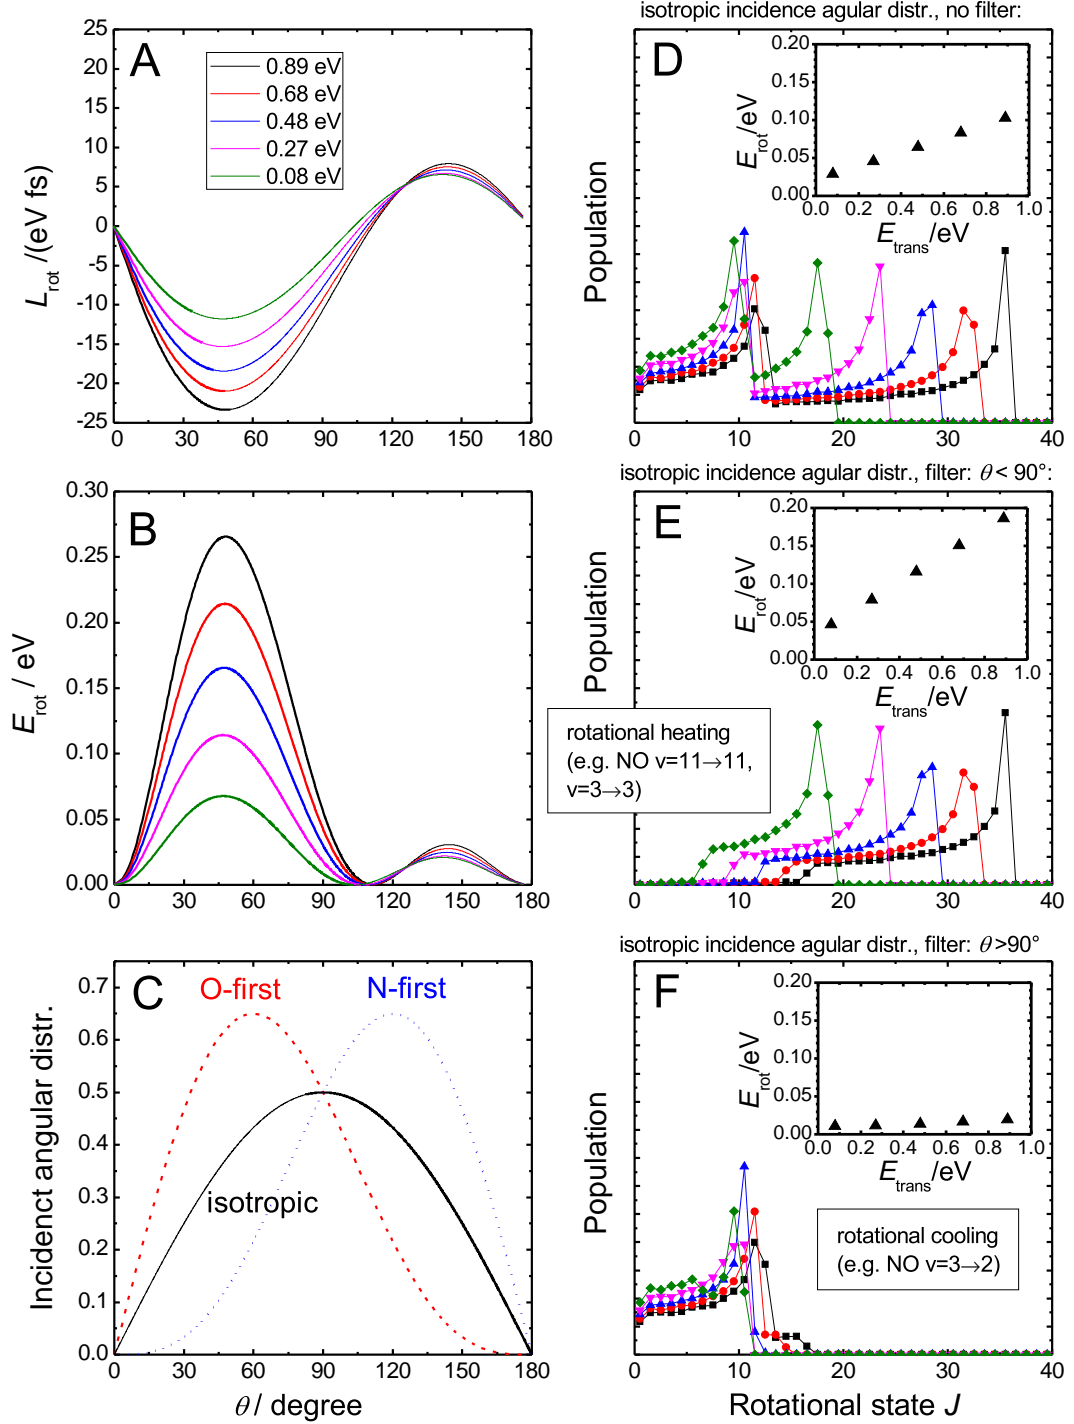 A
0.89 eV
0.68 eV
0.48 eV
0.27 eV
0.08 eV
L_rot /(eV fs)
25
20
15
10
5
0
-5
-10
-15
-20
-25
0 30 60 90 120 150 180
isotropic incidence agular distr., no filter:
D
Population
0 10 20 30 40
E_rot/eV
0.20
0.15
0.10
0.05
0.00
0.0 0.2 0.4 0.6 0.8 1.0
E_trans/eV
B
E_rot / eV
0.30
0.25
0.20
0.15
0.10
0.05
0.00
0 30 60 90 120 150 180
isotropic incidence agular distr., filter: θ < 90°:
E
Population
rotational heating
(e.g. NO v=11→11,
v=3→3)
0 10 20 30 40
E_rot/eV
0.20
0.15
0.10
0.05
0.00
0.0 0.2 0.4 0.6 0.8 1.0
E_trans/eV
C
O-first
N-first
isotropic
Incidenct angular distr.
0.7
0.6
0.5
0.4
0.3
0.2
0.1
0.0
0 30 60 90 120 150 180
θ / degree
isotropic incidence agular distr., filter: θ >90°
F
Population
0.20
0.15
0.10
0.05
0.00
E_rot/eV
0.0 0.2 0.4 0.6 0.8 1.0
E_trans/eV
rotational cooling
(e.g. NO v=3→2)
0 10 20 30 40
Rotational state J